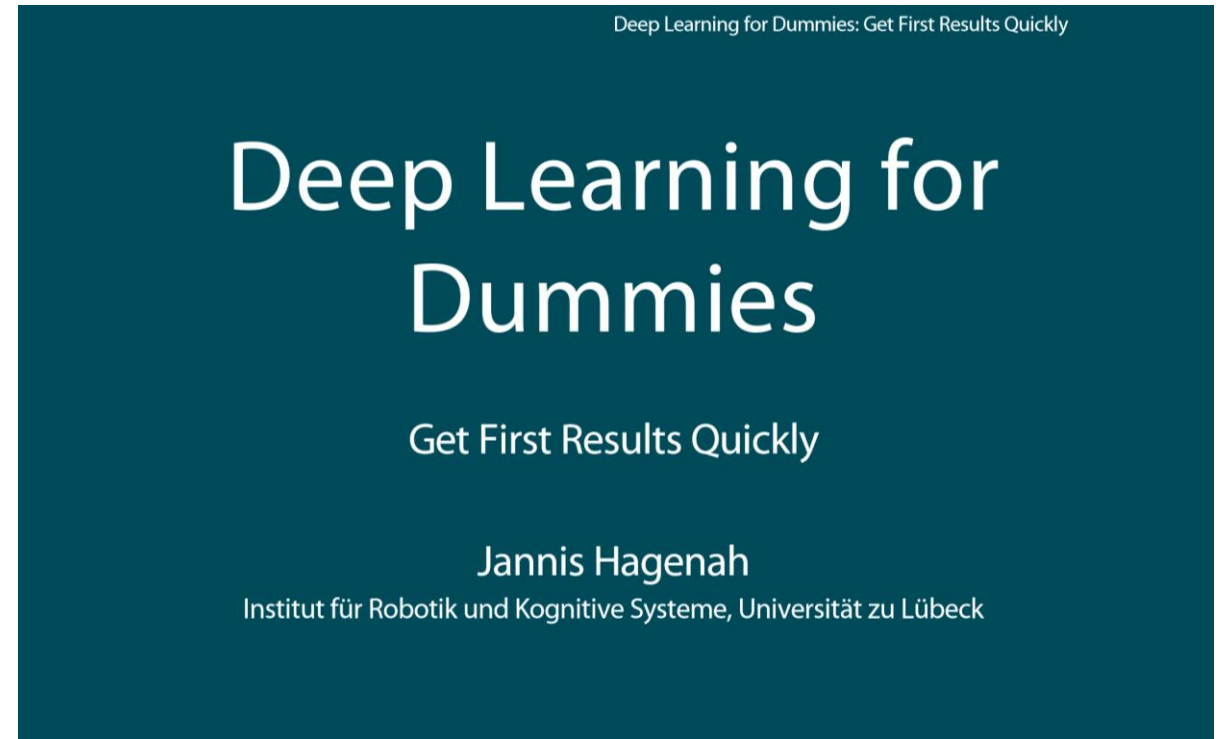 Deep Learning for Dummies: Get First Results Quickly
Deep Learning for
Dummies
Get First Results Quickly
Jannis Hagenah
Institut für Robotik und Kognitive Systeme, Universität zu Lübeck